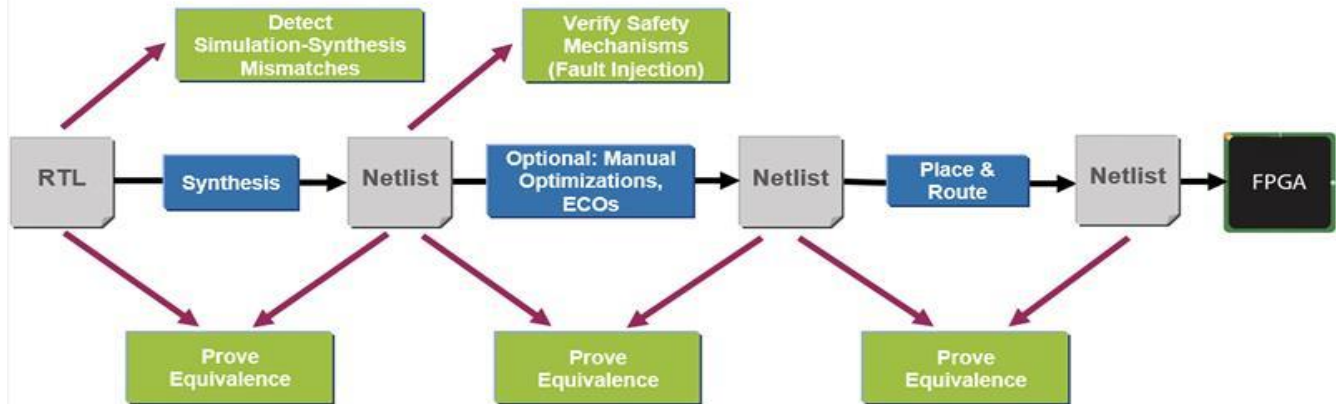 Detect
Simulation-Synthesis
Mismatches
Verify Safety
Mechanisms
(Fault Injection)
RTL
Synthesis
Netlist
Optional: Manual
Optimizations,
ECOs
Netlist
Place &
Route
Netlist
FPGA
Prove
Equivalence
Prove
Equivalence
Prove
Equivalence